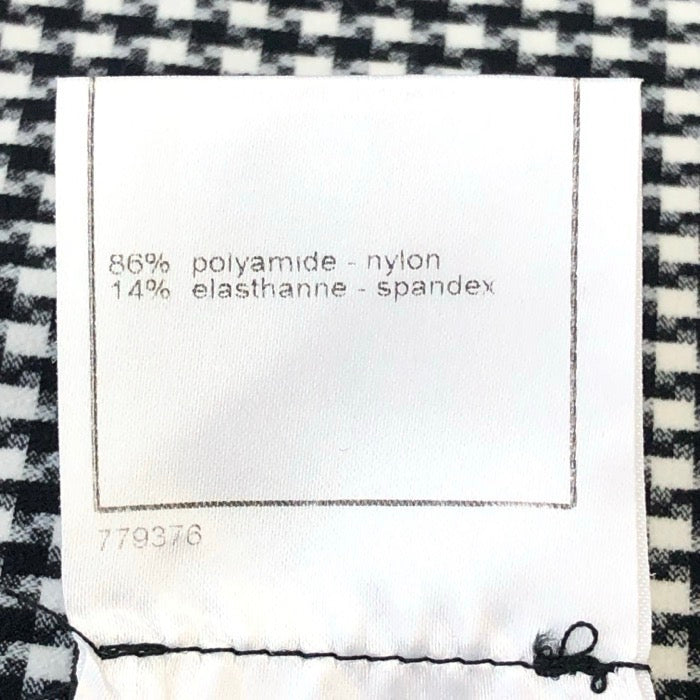 86% polyamide - nylon
14% elasthanne - spandex
779376